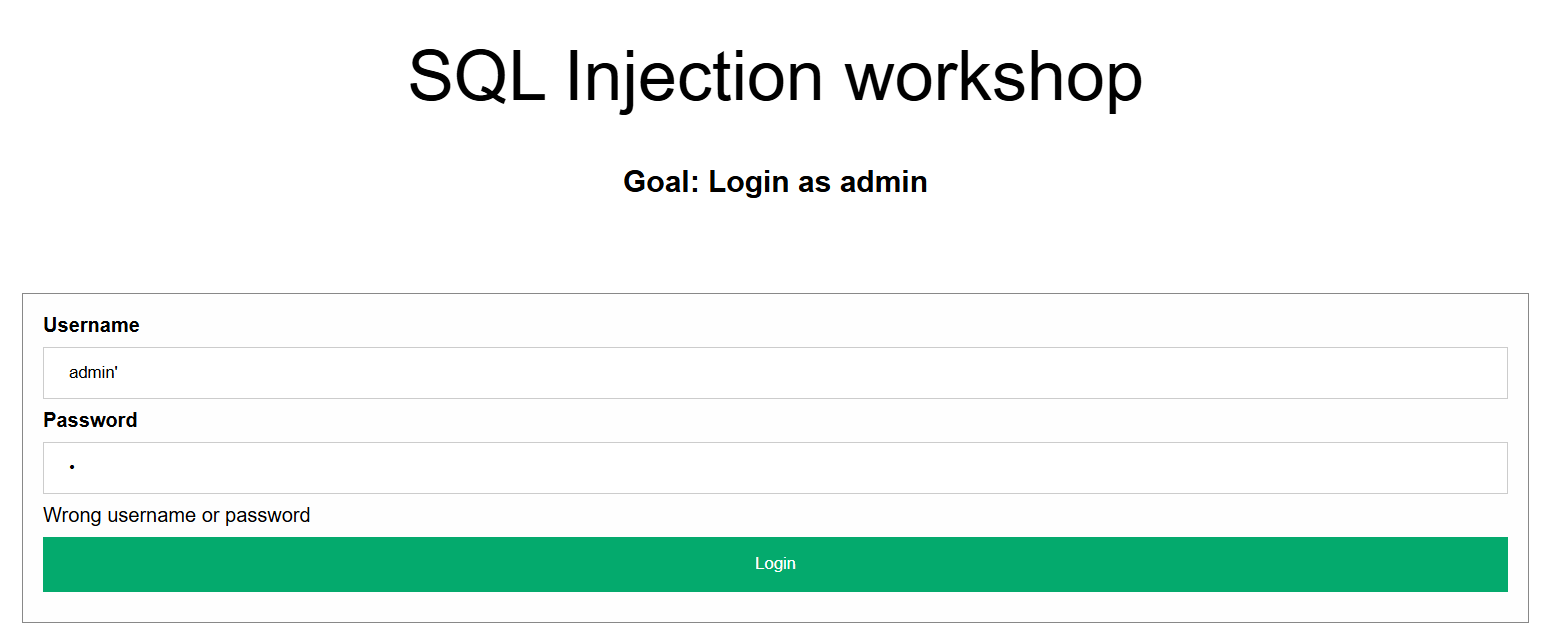 SQL Injection workshop
Goal: Login as admin
Username
admin'
Password
•
Wrong username or password
Login